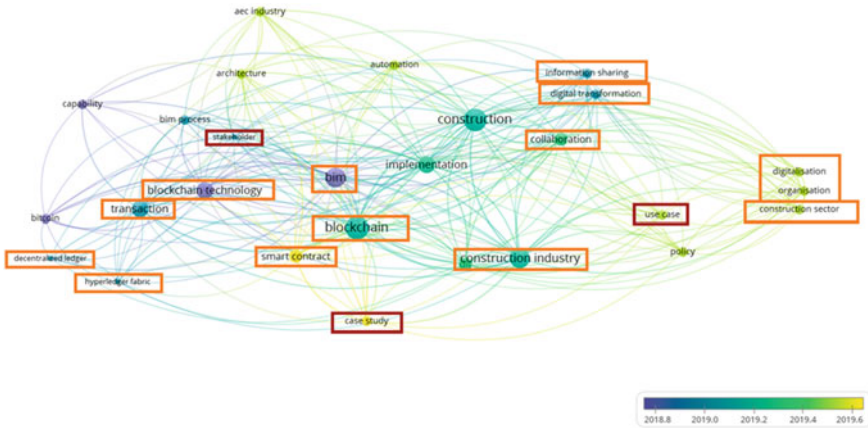 aec industry
automation
architecture
information sharing
digital transformation
capability
bim process
construction
stakeholder
collaboration
implementation
digitalisation
bim
blockchain technology
organisation
transaction
construction sector
use case
bitcoin
blockchain
policy
smart contract
construction industry
decentralized ledger
hyperledger fabric
case study
2018.8 2019.0 2019.2 2019.4 2019.6